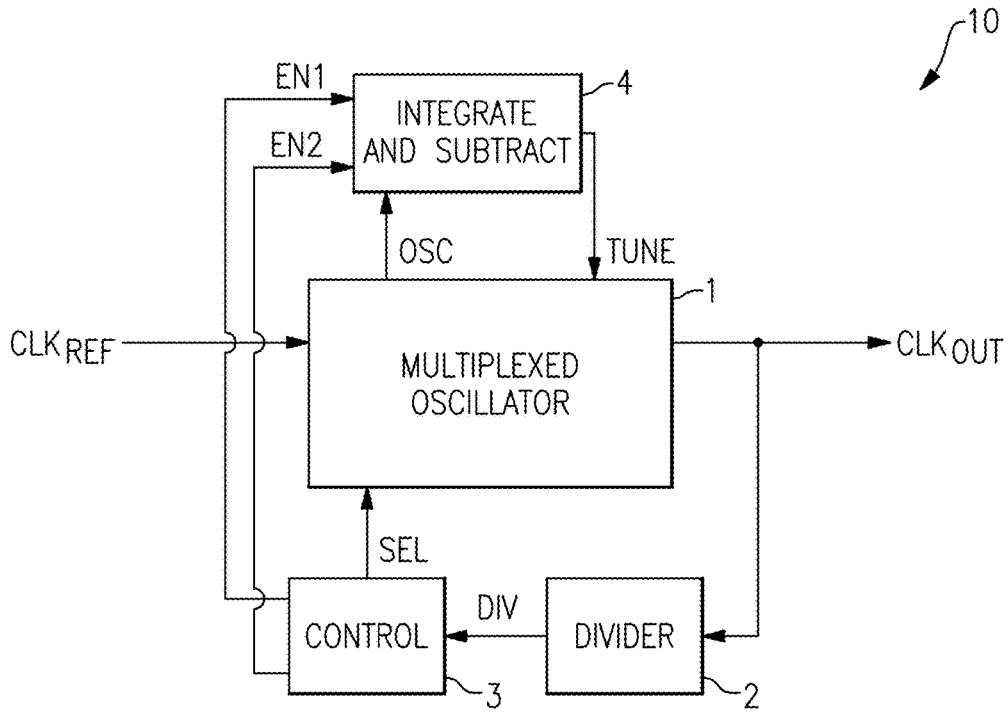 10
EN1
INTEGRATE
AND SUBTRACT
4
EN2
OSC
TUNE
1
CLKREF
MULTIPLEXED
OSCILLATOR
CLKOUT
SEL
DIV
CONTROL
DIVIDER
3
2